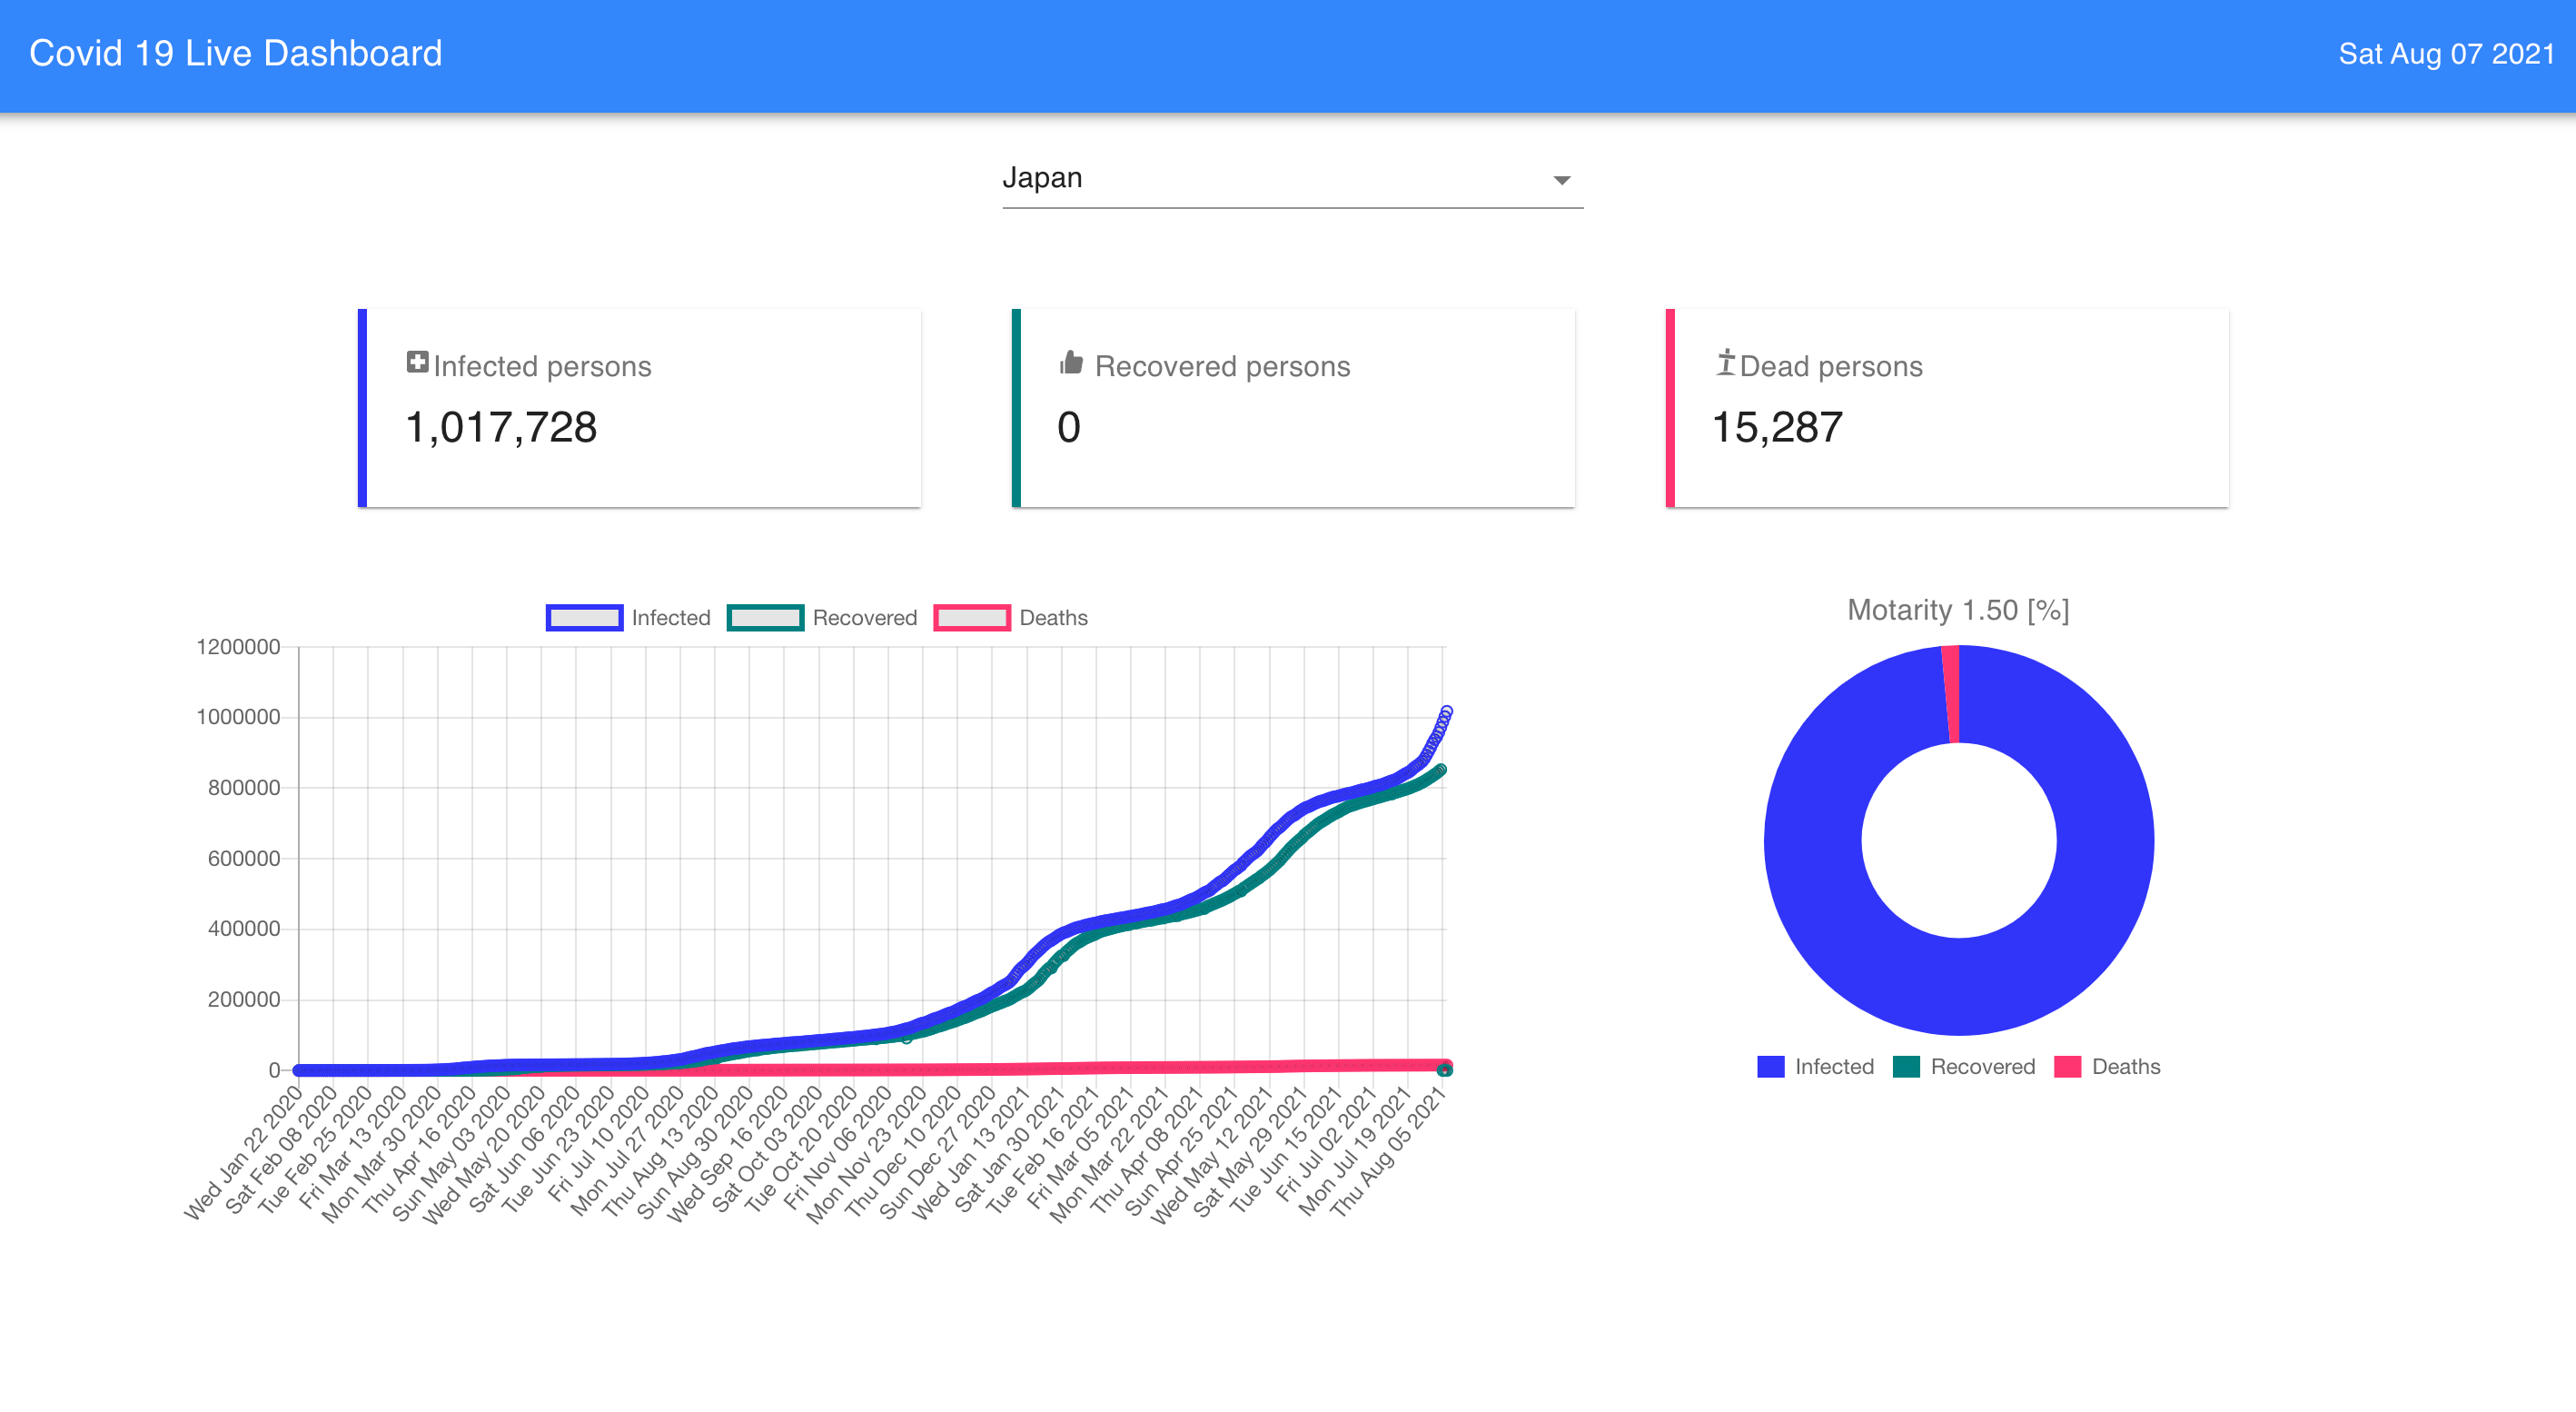 Covid 19 Live Dashboard
Sat Aug 07 2021
Japan
Infected persons
1,017,728
Recovered persons
0
Dead persons
15,287
Infected
Recovered
Deaths
1200000
1000000
800000
600000
400000
200000
0
Wed Jan 22 2020
Sat Feb 08 2020
Tue Feb 25 2020
Fri Mar 13 2020
Mon Mar 30 2020
Thu Apr 16 2020
Sun May 03 2020
Wed May 20 2020
Sat Jun 06 2020
Tue Jun 23 2020
Fri Jul 10 2020
Mon Jul 27 2020
Thu Aug 13 2020
Sun Aug 30 2020
Wed Sep 16 2020
Sat Oct 03 2020
Tue Oct 20 2020
Fri Nov 06 2020
Mon Nov 23 2020
Thu Dec 10 2020
Sun Dec 27 2020
Wed Jan 13 2021
Sat Jan 30 2021
Tue Feb 16 2021
Fri Mar 05 2021
Mon Mar 22 2021
Thu Apr 08 2021
Sun Apr 25 2021
Wed May 12 2021
Sat May 29 2021
Tue Jun 15 2021
Fri Jul 02 2021
Mon Jul 19 2021
Thu Aug 05 2021
Motarity 1.50 [%]
Infected
Recovered
Deaths